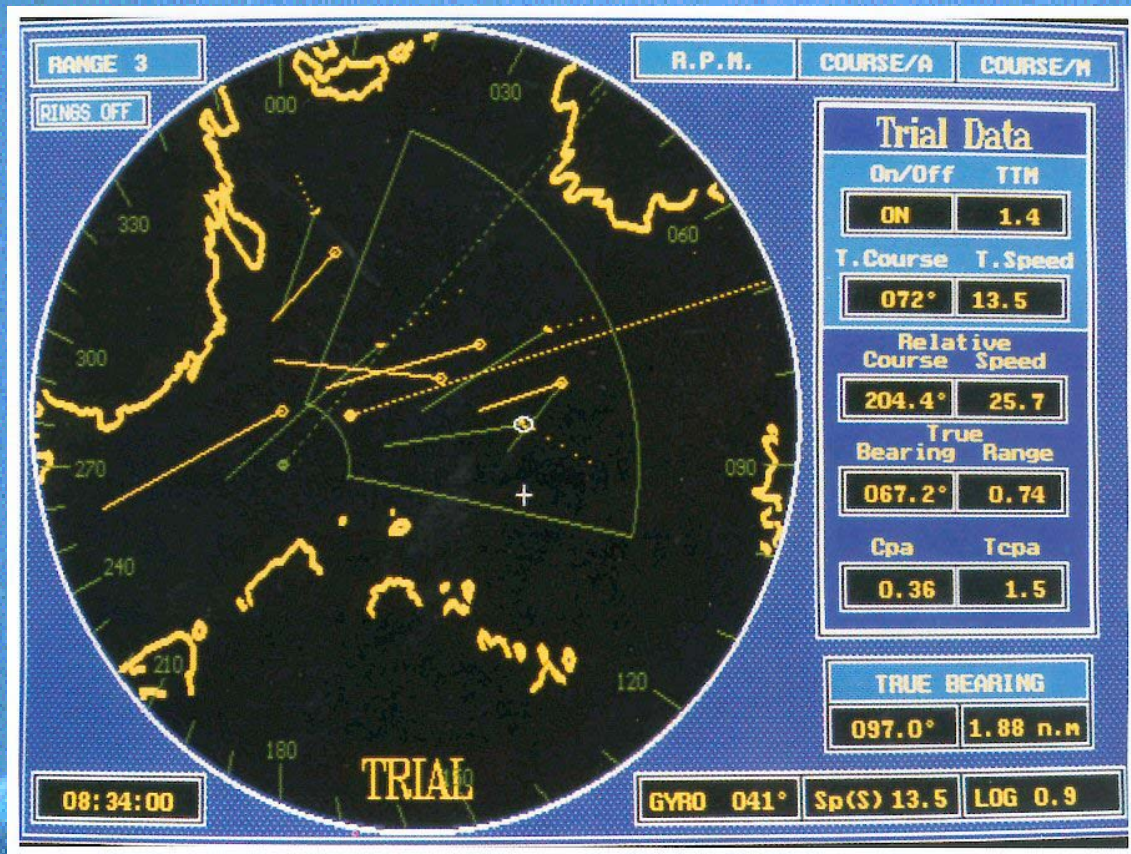 RANGE 3
R.P.M. COURSE/A COURSE/M
RINGS OFF
000
030
330
060
300
270
090
240
210
120
180
TRIAL
Trial Data
On/Off TTM
ON 1.4
T.Course T.Speed
072° 13.5
Relative
Course Speed
204.4° 25.7
True
Bearing Range
067.2° 0.74
Cpa Tcpa
0.36 1.5
TRUE BEARING
097.0° 1.88 n.m
08:34:00
GYRO 041° Sp(S) 13.5 LOG 0.9